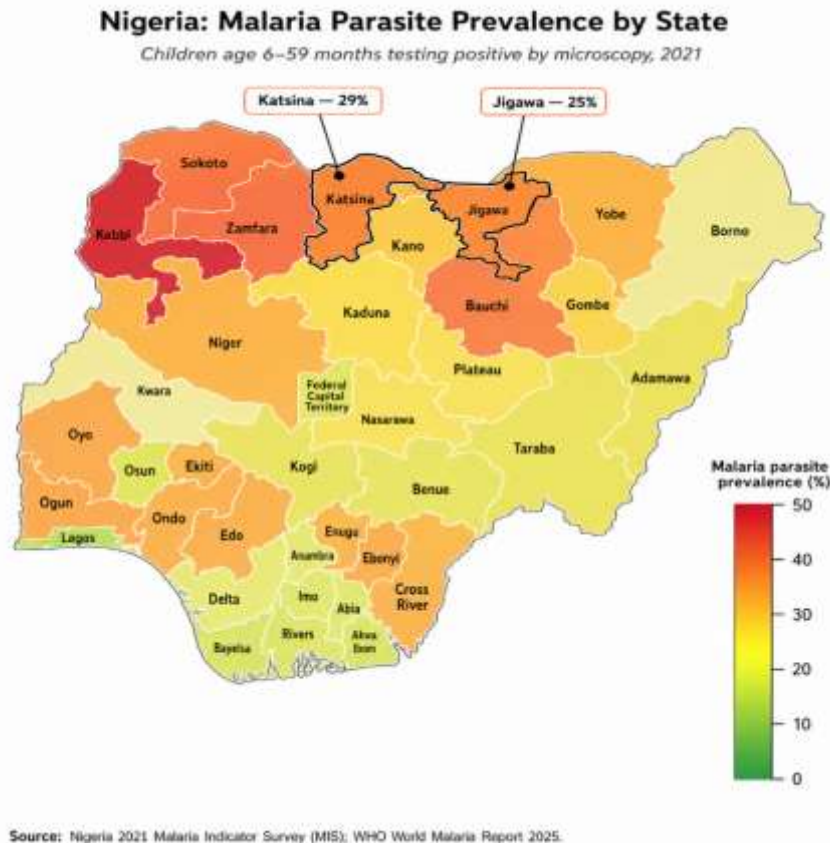 Nigeria: Malaria Parasite Prevalence by State
Children age 6–59 months testing positive by microscopy, 2021
Katsina — 29%
Jigawa — 25%
Sokoto
Kabbi
Zamfara
Katsina
Jigawa
Kano
Yobe
Borno
Bauchi
Gombe
Kaduna
Niger
Plateau
Adamawa
Federal
Capital
Territory
Kwara
Nasarawa
Taraba
Oyo
Osun
Ekiti
Kogi
Benue
Ogun
Ondo
Edo
Lagos
Enugu
Ebonyi
Anambra
Cross
River
Delta
Imo
Abia
Bayelsa
Rivers
Akwa
Ibom
Malaria parasite
prevalence (%)
50
40
30
20
10
0
Source: Nigeria 2021 Malaria Indicator Survey (MIS); WHO World Malaria Report 2025.